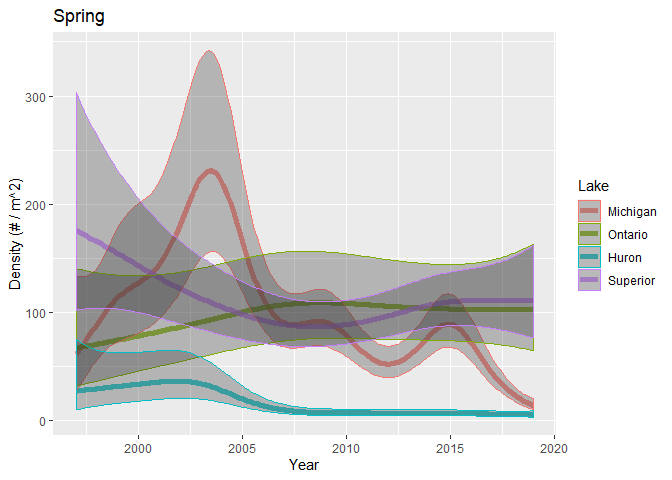 Spring
Density (# / m^2)
300
200
100
0
2000
2005
2010
2015
2020
Year
Lake
Michigan
Ontario
Huron
Superior